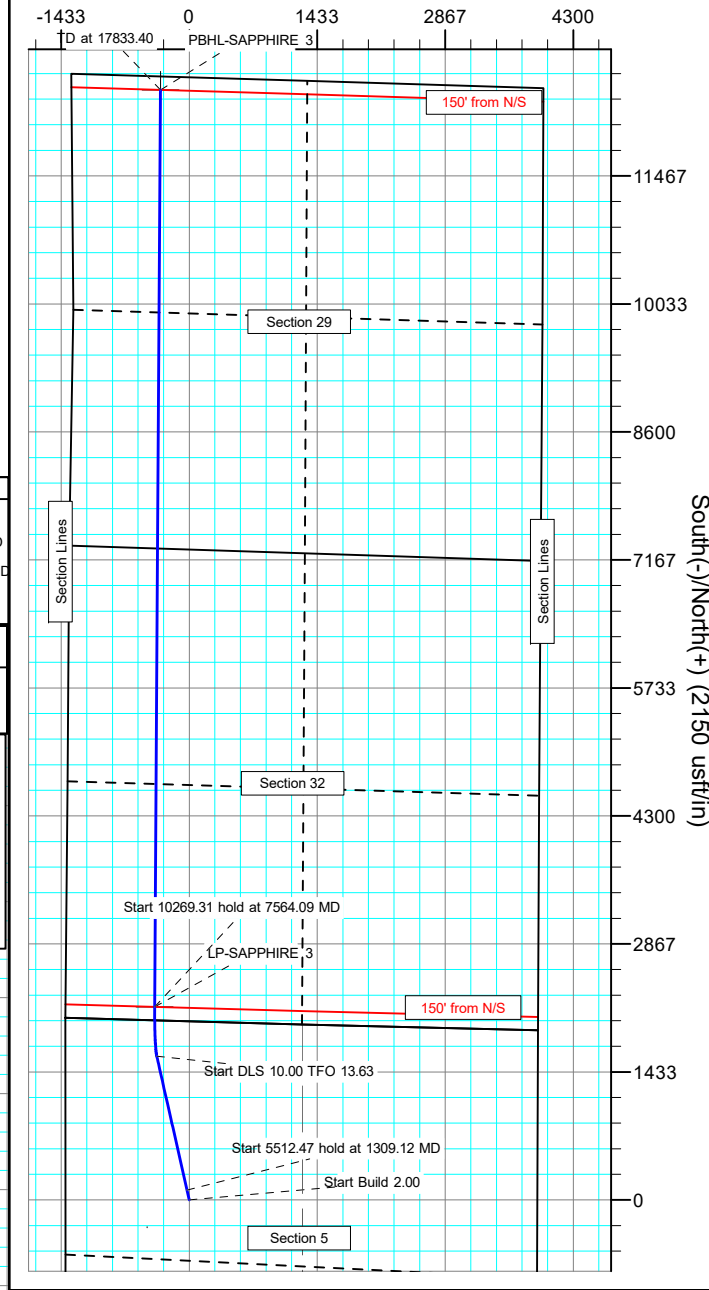 -1433 0 1433 2867 4300
TD at 17833.40
PBHL-SAPPHIRE 3
150' from N/S
11467
10033
Section 29
8600
Section Lines
Section Lines
7167
South(-)/North(+) (2150 usft/in)
5733
Section 32
4300
Start 10269.31 hold at 7564.09 MD
2867
LP-SAPPHIRE 3
150' from N/S
1433
Start DLS 10.00 TFO 13.63
Start 5512.47 hold at 1309.12 MD
Start Build 2.00
0
Section 5